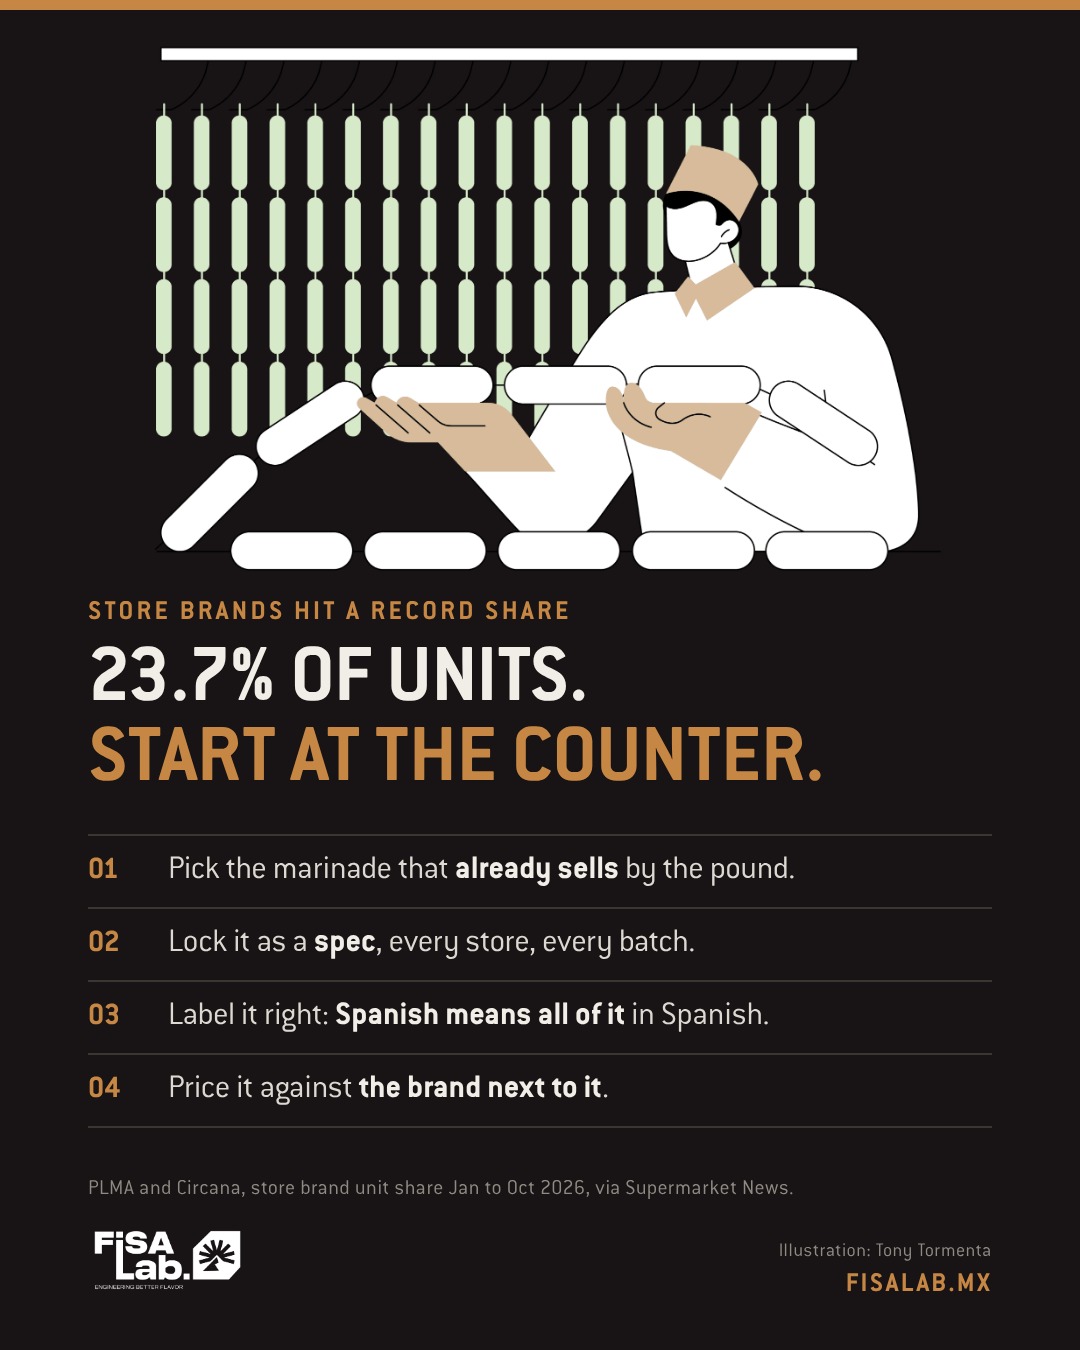 STORE BRANDS HIT A RECORD SHARE
23.7% OF UNITS.
START AT THE COUNTER.
01 Pick the marinade that already sells by the pound.
02 Lock it as a spec, every store, every batch.
03 Label it right: Spanish means all of it in Spanish.
04 Price it against the brand next to it.
PLMA and Circana, store brand unit share Jan to Oct 2026, via Supermarket News.
FiSA
Lab.
ENGINEERING BETTER FLAVOR
Illustration: Tony Tormenta
FISALAB.MX